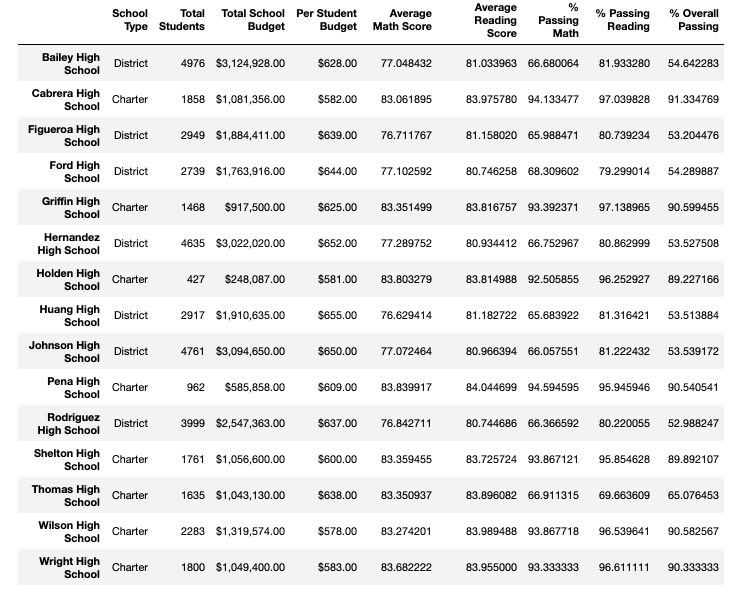 School Type Total Students Total School Budget Per Student Budget Average Math Score Average Reading Score % Passing Math % Passing Reading % Overall Passing
Bailey High School District 4976 $3,124,928.00 $628.00 77.048432 81.033963 66.680064 81.933280 54.642283
Cabrera High School Charter 1858 $1,081,356.00 $582.00 83.061895 83.975780 94.133477 97.039828 91.334769
Figueroa High School District 2949 $1,884,411.00 $639.00 76.711767 81.158020 65.988471 80.739234 53.204476
Ford High School District 2739 $1,763,916.00 $644.00 77.102592 80.746258 68.309602 79.299014 54.289887
Griffin High School Charter 1468 $917,500.00 $625.00 83.351499 83.816757 93.392371 97.138965 90.599455
Hernandez High School District 4635 $3,022,020.00 $652.00 77.289752 80.934412 66.752967 80.862999 53.527508
Holden High School Charter 427 $248,087.00 $581.00 83.803279 83.814988 92.505855 96.252927 89.227166
Huang High School District 2917 $1,910,635.00 $655.00 76.629414 81.182722 65.683922 81.316421 53.513884
Johnson High School District 4761 $3,094,650.00 $650.00 77.072464 80.966394 66.057551 81.222432 53.539172
Pena High School Charter 962 $585,858.00 $609.00 83.839917 84.044699 94.594595 95.945946 90.540541
Rodriguez High School District 3999 $2,547,363.00 $637.00 76.842711 80.744686 66.366592 80.220055 52.988247
Shelton High School Charter 1761 $1,056,600.00 $600.00 83.359455 83.725724 93.867121 95.854628 89.892107
Thomas High School Charter 1635 $1,043,130.00 $638.00 83.350937 83.896082 66.911315 69.663609 65.076453
Wilson High School Charter 2283 $1,319,574.00 $578.00 83.274201 83.989488 93.867718 96.539641 90.582567
Wright High School Charter 1800 $1,049,400.00 $583.00 83.682222 83.955000 93.333333 96.611111 90.333333